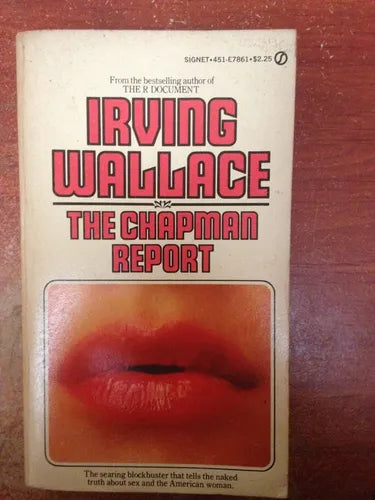 SIGNET•451-E7861•$2.25
From the bestselling author of
THE R DOCUMENT
IRVING
WALLACE
THE CHAPMAN
REPORT
The searing blockbuster that tells the naked
truth about sex and the American woman.